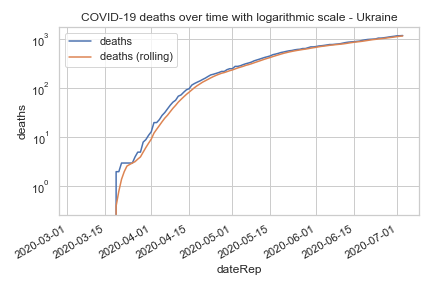 COVID-19 deaths over time with logarithmic scale - Ukraine
deaths
deaths (rolling)
10³
10²
10¹
10⁰
deaths
2020-03-01
2020-03-15
2020-04-01
2020-04-15
2020-05-01
2020-05-15
2020-06-01
2020-06-15
2020-07-01
dateRep